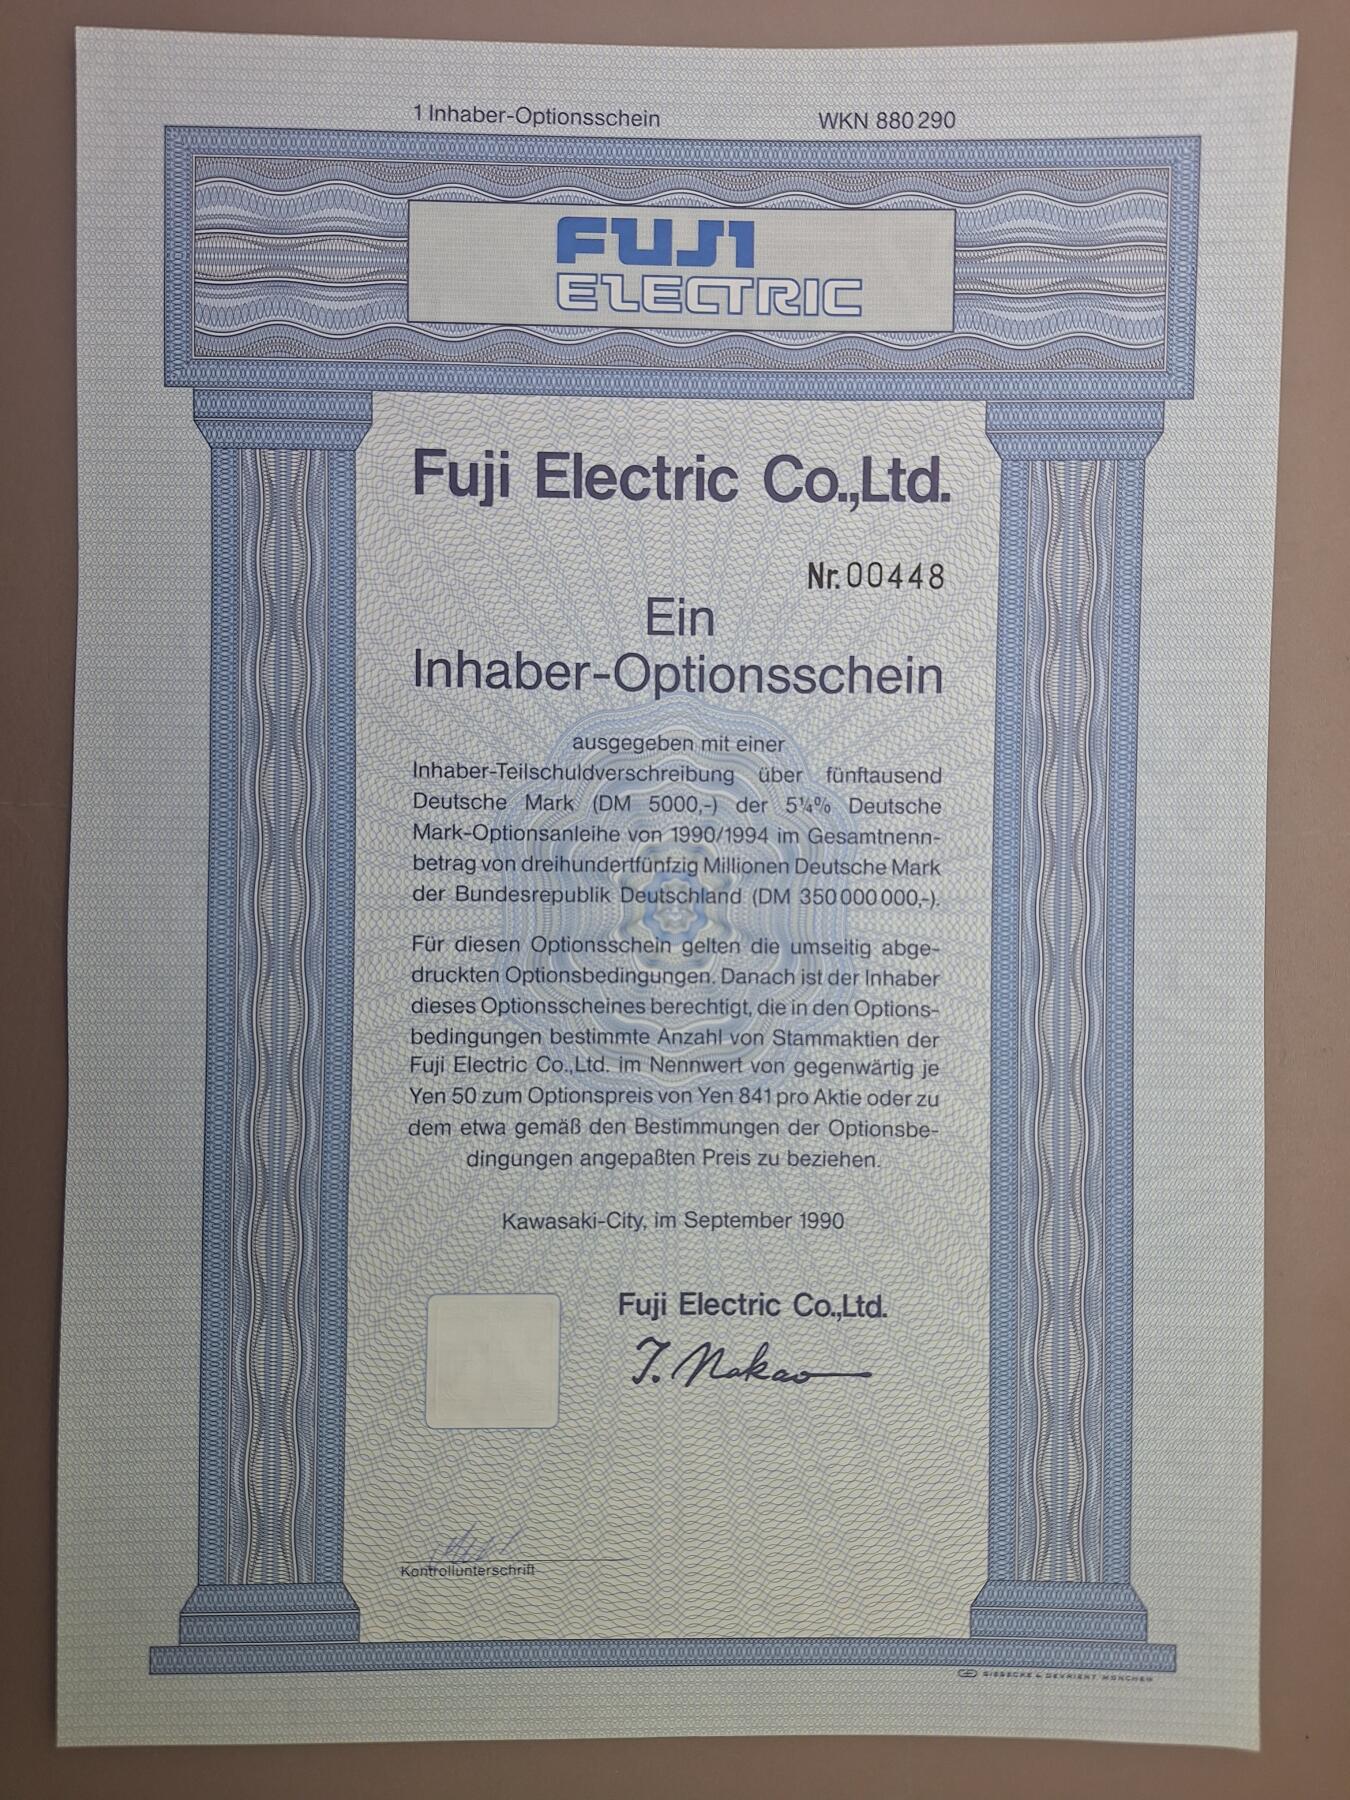 1 Inhaber-Optionsschein WKN 880290
FUJI
ELECTRIC
Fuji Electric Co.,Ltd.
Nr. 00448
Ein
Inhaber-Optionsschein
ausgegeben mit einer
Inhaber-Teilschuldverschreibung über fünftausend
Deutsche Mark (DM 5000,-) der 5¼% Deutsche
Mark-Optionsanleihe von 1990/1994 im Gesamtnenn-
betrag von dreihundertfünfzig Millionen Deutsche Mark
der Bundesrepublik Deutschland (DM 350000000,-).
Für diesen Optionsschein gelten die umseitig abge-
druckten Optionsbedingungen. Danach ist der Inhaber
dieses Optionsscheines berechtigt, die in den Options-
bedingungen bestimmte Anzahl von Stammaktien der
Fuji Electric Co.,Ltd. im Nennwert von gegenwärtig je
Yen 50 zum Optionspreis von Yen 841 pro Aktie oder zu
dem etwa gemäß den Bestimmungen der Optionsbe-
dingungen angepaßten Preis zu beziehen.
Kawasaki-City, im September 1990
Fuji Electric Co.,Ltd.
T. Nakao
Kontrollunterschrift
GIESECKE & DEVRIENT MÜNCHEN